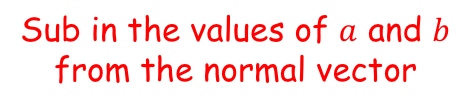 Sub in the values of a and b
from the normal vector